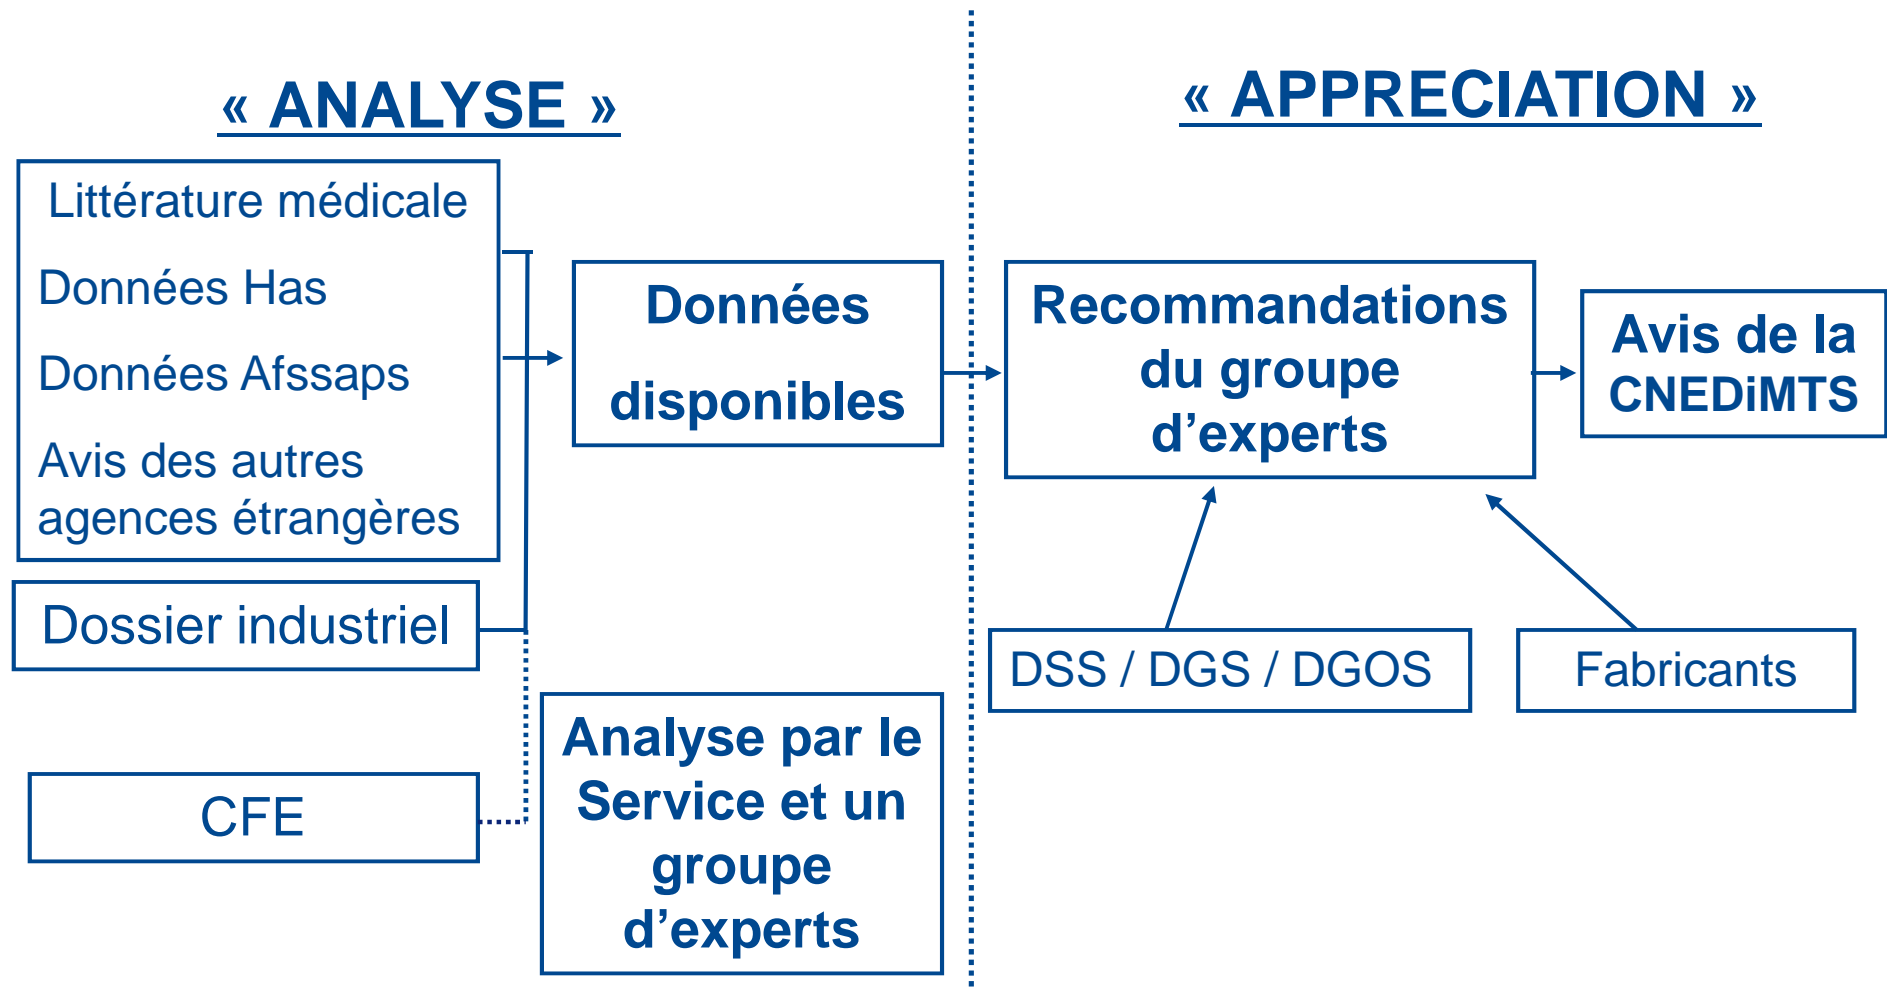 « ANALYSE »
Littérature médicale
Données Has
Données Afssaps
Avis des autres
agences étrangères
Dossier industriel
CFE
Données
disponibles
Analyse par le
Service et un
groupe
d’experts
« APPRECIATION »
Recommandations
du groupe
d’experts
Avis de la
CNEDiMTS
DSS / DGS / DGOS
Fabricants